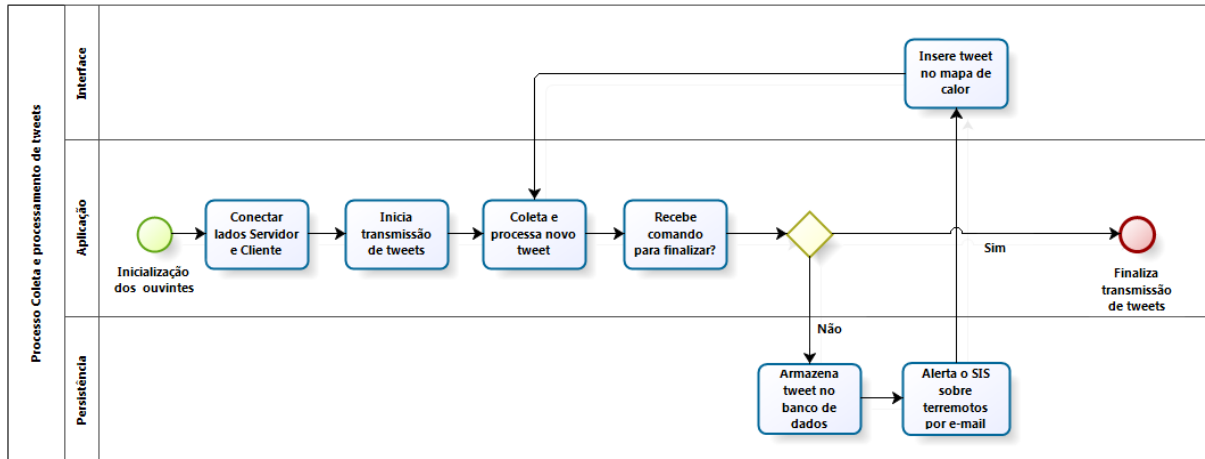 Processo Coleta e processamento de tweets
Interface
Insere tweet
no mapa de
calor
Aplicação
Inicialização
dos ouvintes
Conectar
lados Servidor
e Cliente
Inicia
transmissão
de tweets
Coleta e
processa novo
tweet
Recebe
comando
para finalizar?
Sim
Não
Finaliza
transmissão
de tweets
Persistência
Armazena
tweet no
banco de
dados
Alerta o SIS
sobre
terremotos
por e-mail